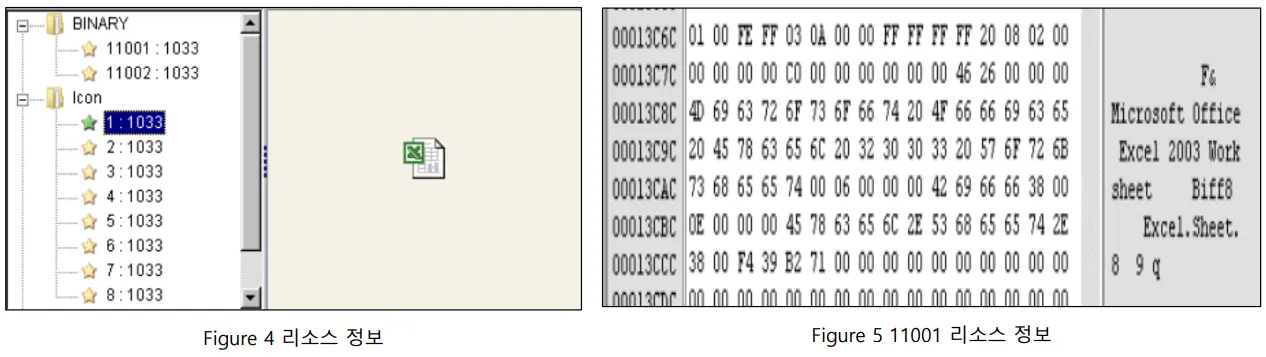 BINARY
11001 : 1033
11002 : 1033
Icon
1 : 1033
2 : 1033
3 : 1033
4 : 1033
5 : 1033
6 : 1033
7 : 1033
8 : 1033
Figure 4 리소스 정보
00013C6C 01 00 FE FF 03 0A 00 00 FF FF FF FF 20 08 02 00
00013C7C 00 00 00 00 C0 00 00 00 00 00 00 46 26 00 00 00 F&
00013C8C 4D 69 63 72 6F 73 6F 66 74 20 4F 66 66 69 63 65 Microsoft Office
00013C9C 20 45 78 63 65 6C 20 32 30 30 33 20 57 6F 72 6B Excel 2003 Work
00013CAC 73 68 65 65 74 00 06 00 00 00 42 69 66 66 38 00 sheet Biff8
00013CBC 0E 00 00 00 45 78 63 65 6C 2E 53 68 65 65 74 2E Excel.Sheet.
00013CCC 38 00 F4 39 B2 71 00 00 00 00 00 00 00 00 00 00 8 9 q
00013CDC 00 00 00 00 00 00 00 00 00 00 00 00 00 00 00 00
Figure 5 11001 리소스 정보